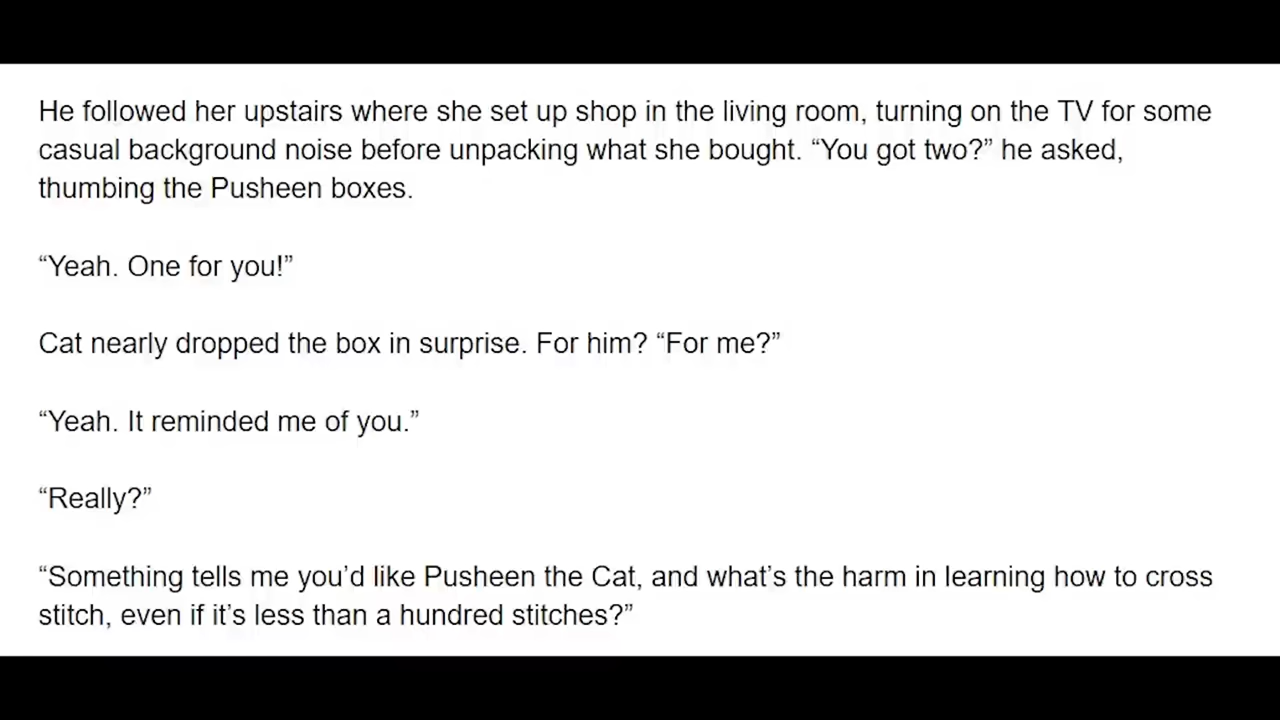 He followed her upstairs where she set up shop in the living room, turning on the TV for some
casual background noise before unpacking what she bought. “You got two?” he asked,
thumbing the Pusheen boxes.
“Yeah. One for you!”
Cat nearly dropped the box in surprise. For him? “For me?”
“Yeah. It reminded me of you.”
“Really?”
“Something tells me you’d like Pusheen the Cat, and what’s the harm in learning how to cross
stitch, even if it’s less than a hundred stitches?”